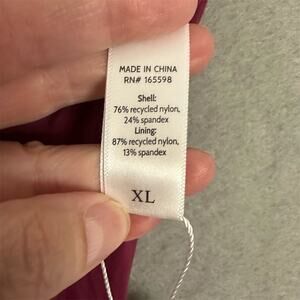 MADE IN CHINA
RN# 165598
Shell:
76% recycled nylon,
24% spandex
Lining:
87% recycled nylon,
13% spandex
XL